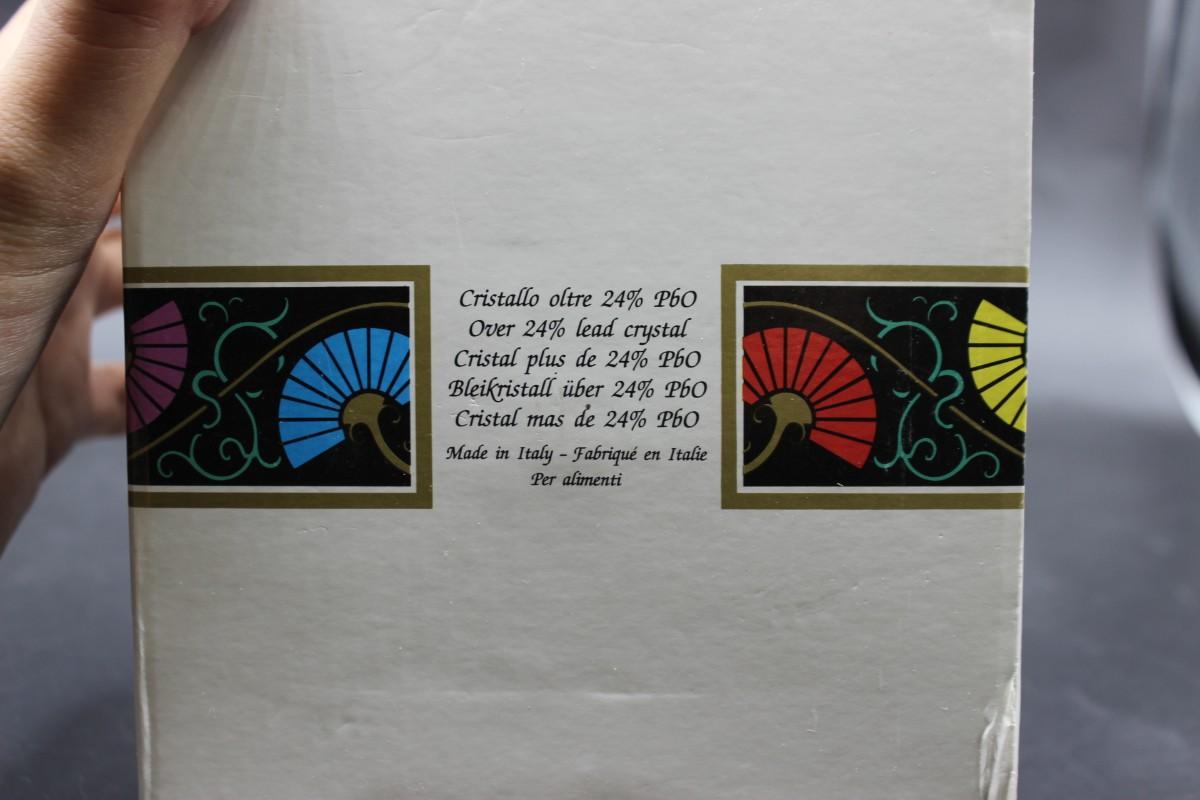 Cristallo oltre 24% PbO
Over 24% lead crystal
Cristal plus de 24% PbO
Bleikristall über 24% PbO
Cristal mas de 24% PbO
Made in Italy - Fabriqué en Italie
Per alimenti